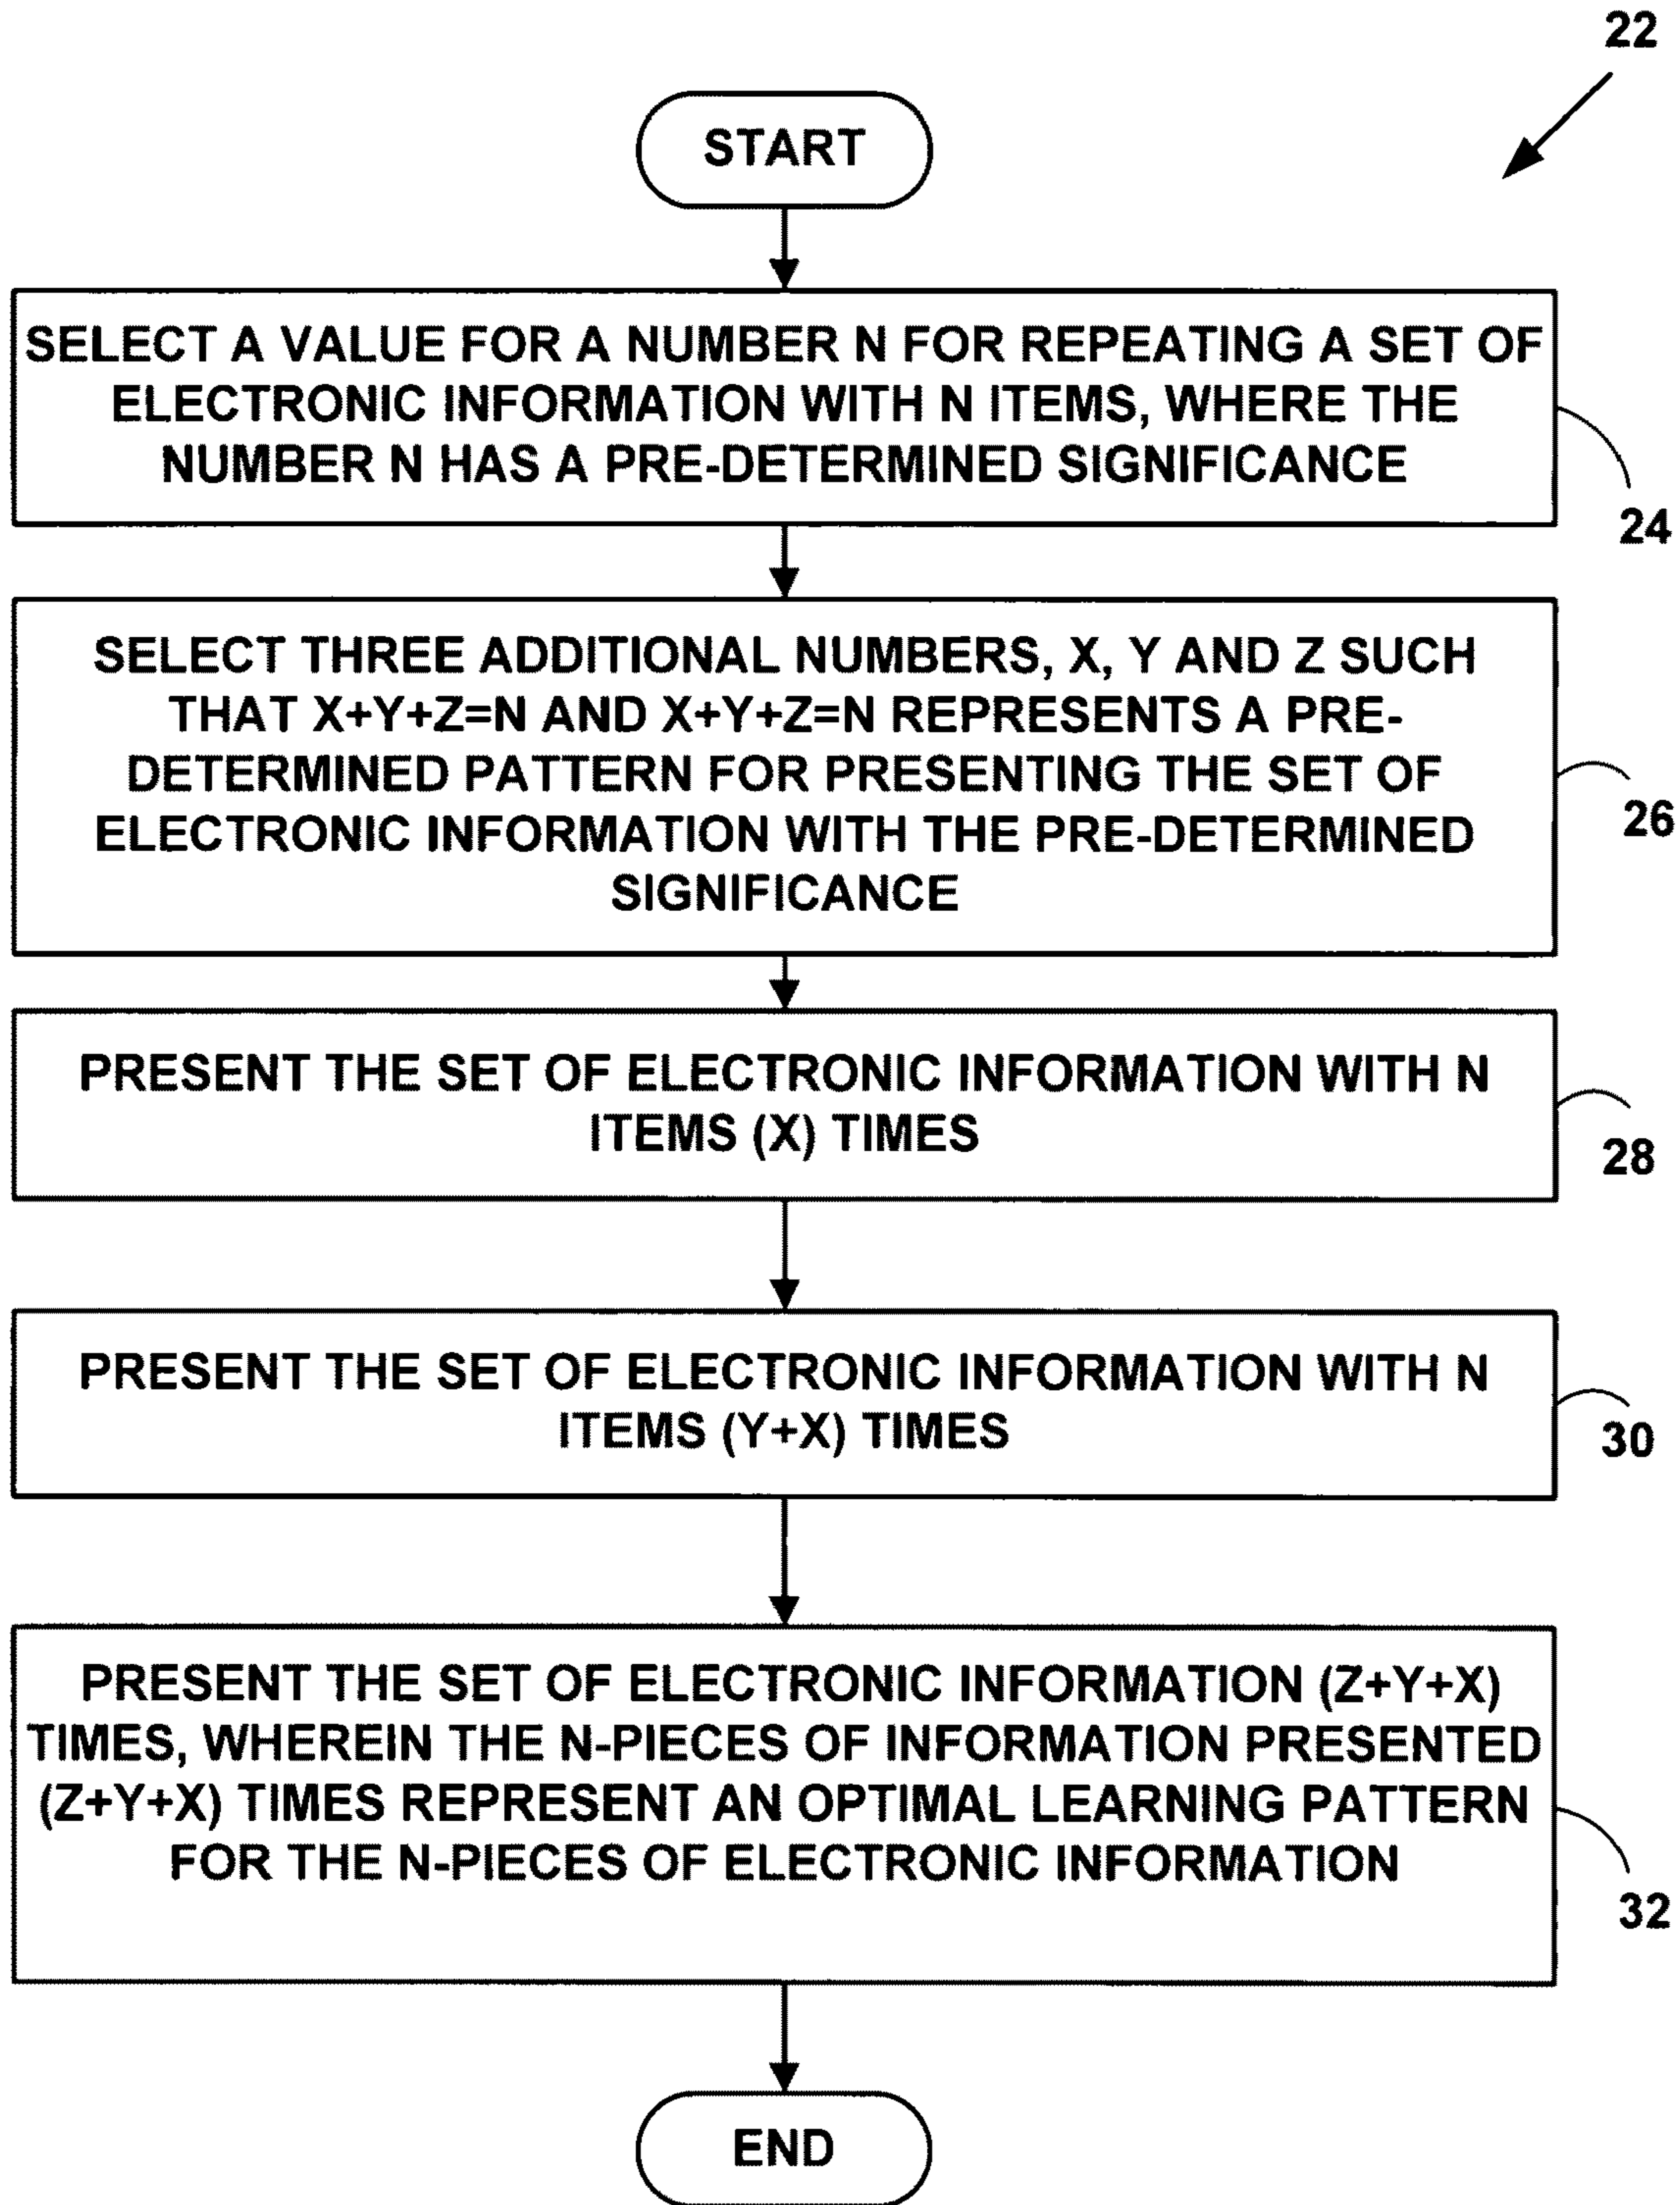 22
START
SELECT A VALUE FOR A NUMBER N FOR REPEATING A SET OF
ELECTRONIC INFORMATION WITH N ITEMS, WHERE THE
NUMBER N HAS A PRE-DETERMINED SIGNIFICANCE
24
SELECT THREE ADDITIONAL NUMBERS, X, Y AND Z SUCH
THAT X+Y+Z=N AND X+Y+Z=N REPRESENTS A PRE-
DETERMINED PATTERN FOR PRESENTING THE SET OF
ELECTRONIC INFORMATION WITH THE PRE-DETERMINED
SIGNIFICANCE
26
PRESENT THE SET OF ELECTRONIC INFORMATION WITH N
ITEMS (X) TIMES
28
PRESENT THE SET OF ELECTRONIC INFORMATION WITH N
ITEMS (Y+X) TIMES
30
PRESENT THE SET OF ELECTRONIC INFORMATION (Z+Y+X)
TIMES, WHEREIN THE N-PIECES OF INFORMATION PRESENTED
(Z+Y+X) TIMES REPRESENT AN OPTIMAL LEARNING PATTERN
FOR THE N-PIECES OF ELECTRONIC INFORMATION
32
END